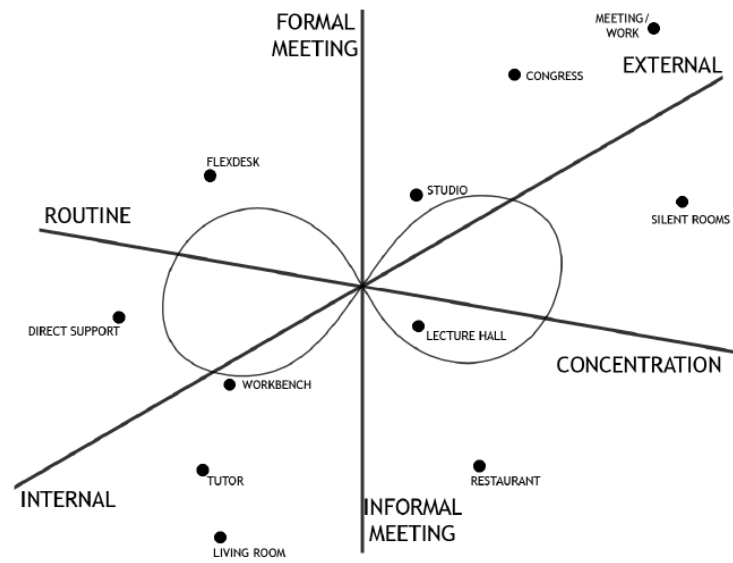 FORMAL
MEETING
MEETING/
WORK
EXTERNAL
CONGRESS
FLEXDESK
STUDIO
ROUTINE
SILENT ROOMS
DIRECT SUPPORT
LECTURE HALL
CONCENTRATION
WORKBENCH
INTERNAL
TUTOR
RESTAURANT
INFORMAL
MEETING
LIVING ROOM